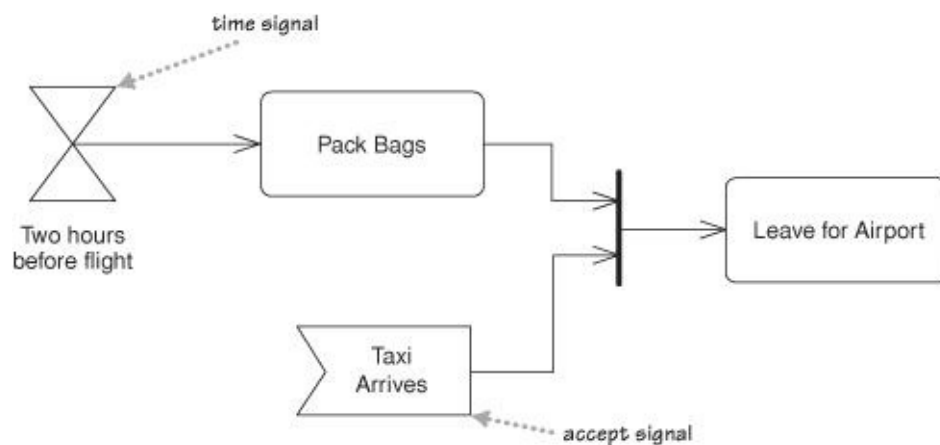 time signal
Pack Bags
Leave for Airport
Two hours
before flight
Taxi
Arrives
accept signal